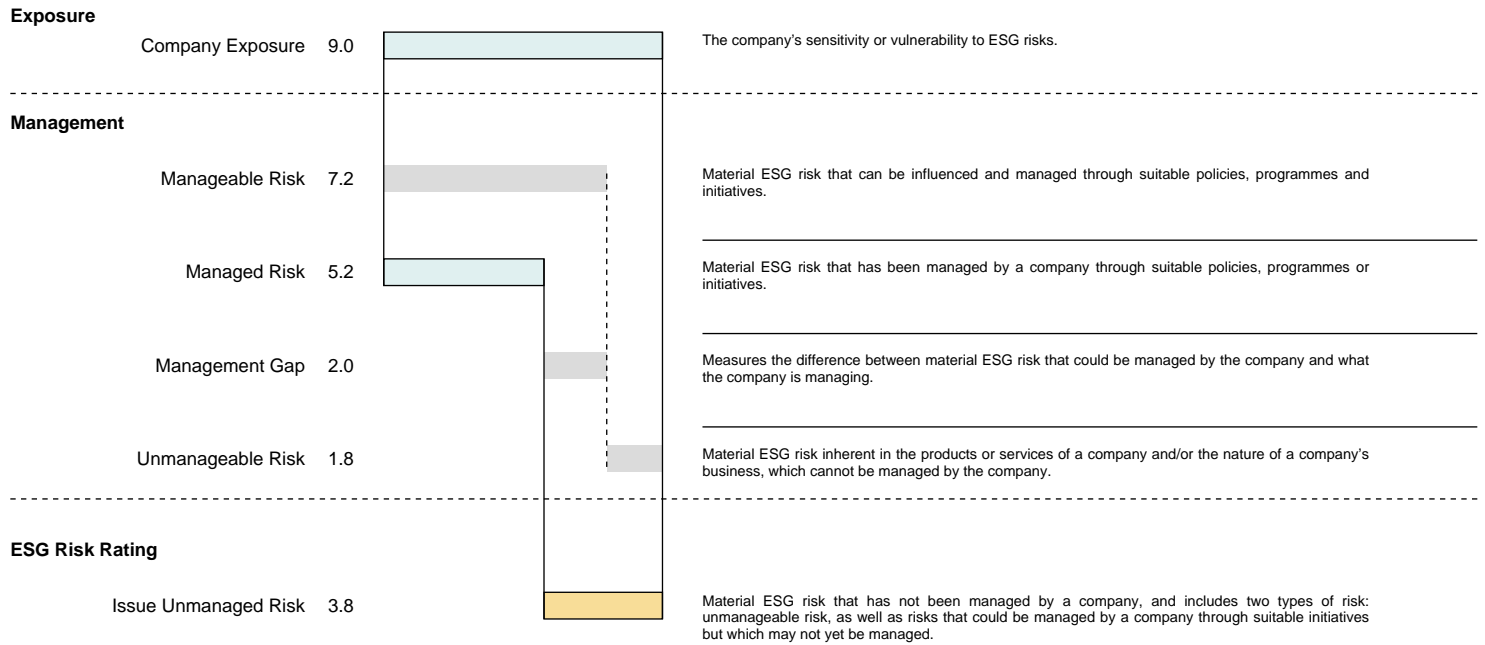 Exposure
Company Exposure 9.0
The company's sensitivity or vulnerability to ESG risks.
Management
Manageable Risk 7.2
Material ESG risk that can be influenced and managed through suitable policies, programmes and
initiatives.
Managed Risk 5.2
Material ESG risk that has been managed by a company through suitable policies, programmes or
initiatives.
Management Gap 2.0
Measures the difference between material ESG risk that could be managed by the company and what
the company is managing.
Unmanageable Risk 1.8
Material ESG risk inherent in the products or services of a company and/or the nature of a company's
business, which cannot be managed by the company.
ESG Risk Rating
Issue Unmanaged Risk 3.8
Material ESG risk that has not been managed by a company, and includes two types of risk:
unmanageable risk, as well as risks that could be managed by a company through suitable initiatives
but which may not yet be managed.